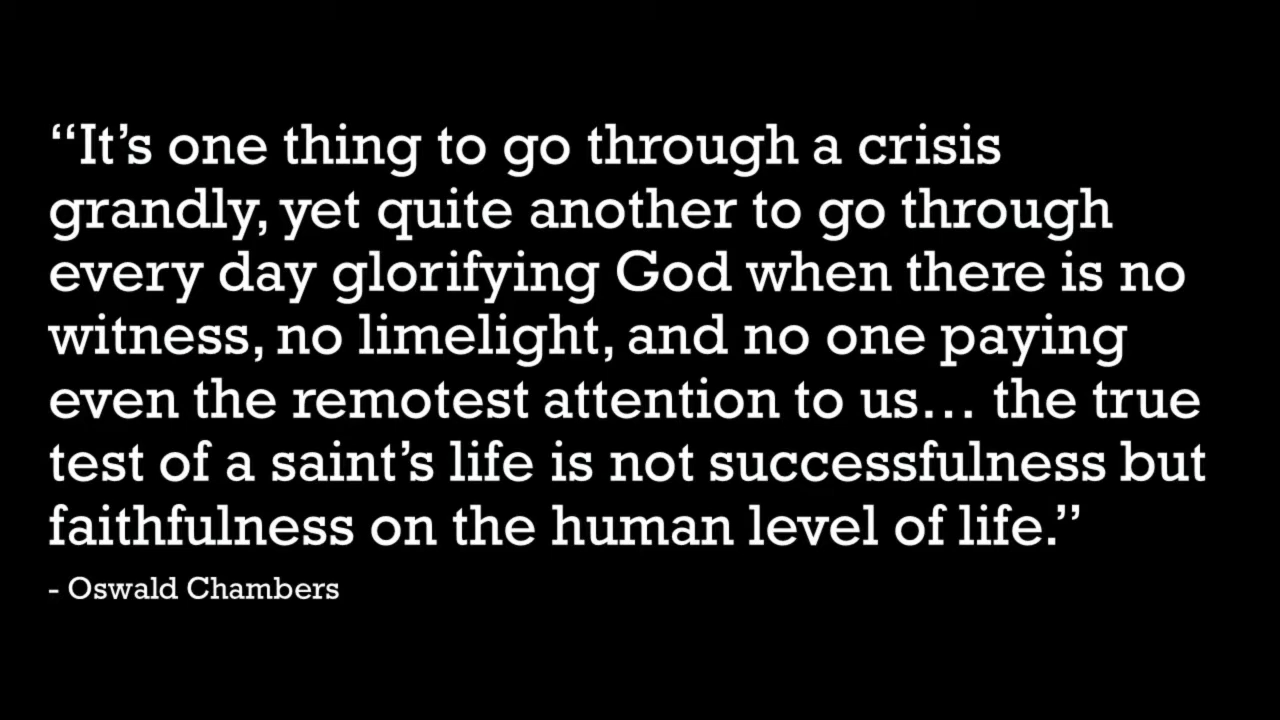 “It’s one thing to go through a crisis
grandly, yet quite another to go through
every day glorifying God when there is no
witness, no limelight, and no one paying
even the remotest attention to us… the true
test of a saint’s life is not successfulness but
faithfulness on the human level of life.”
- Oswald Chambers